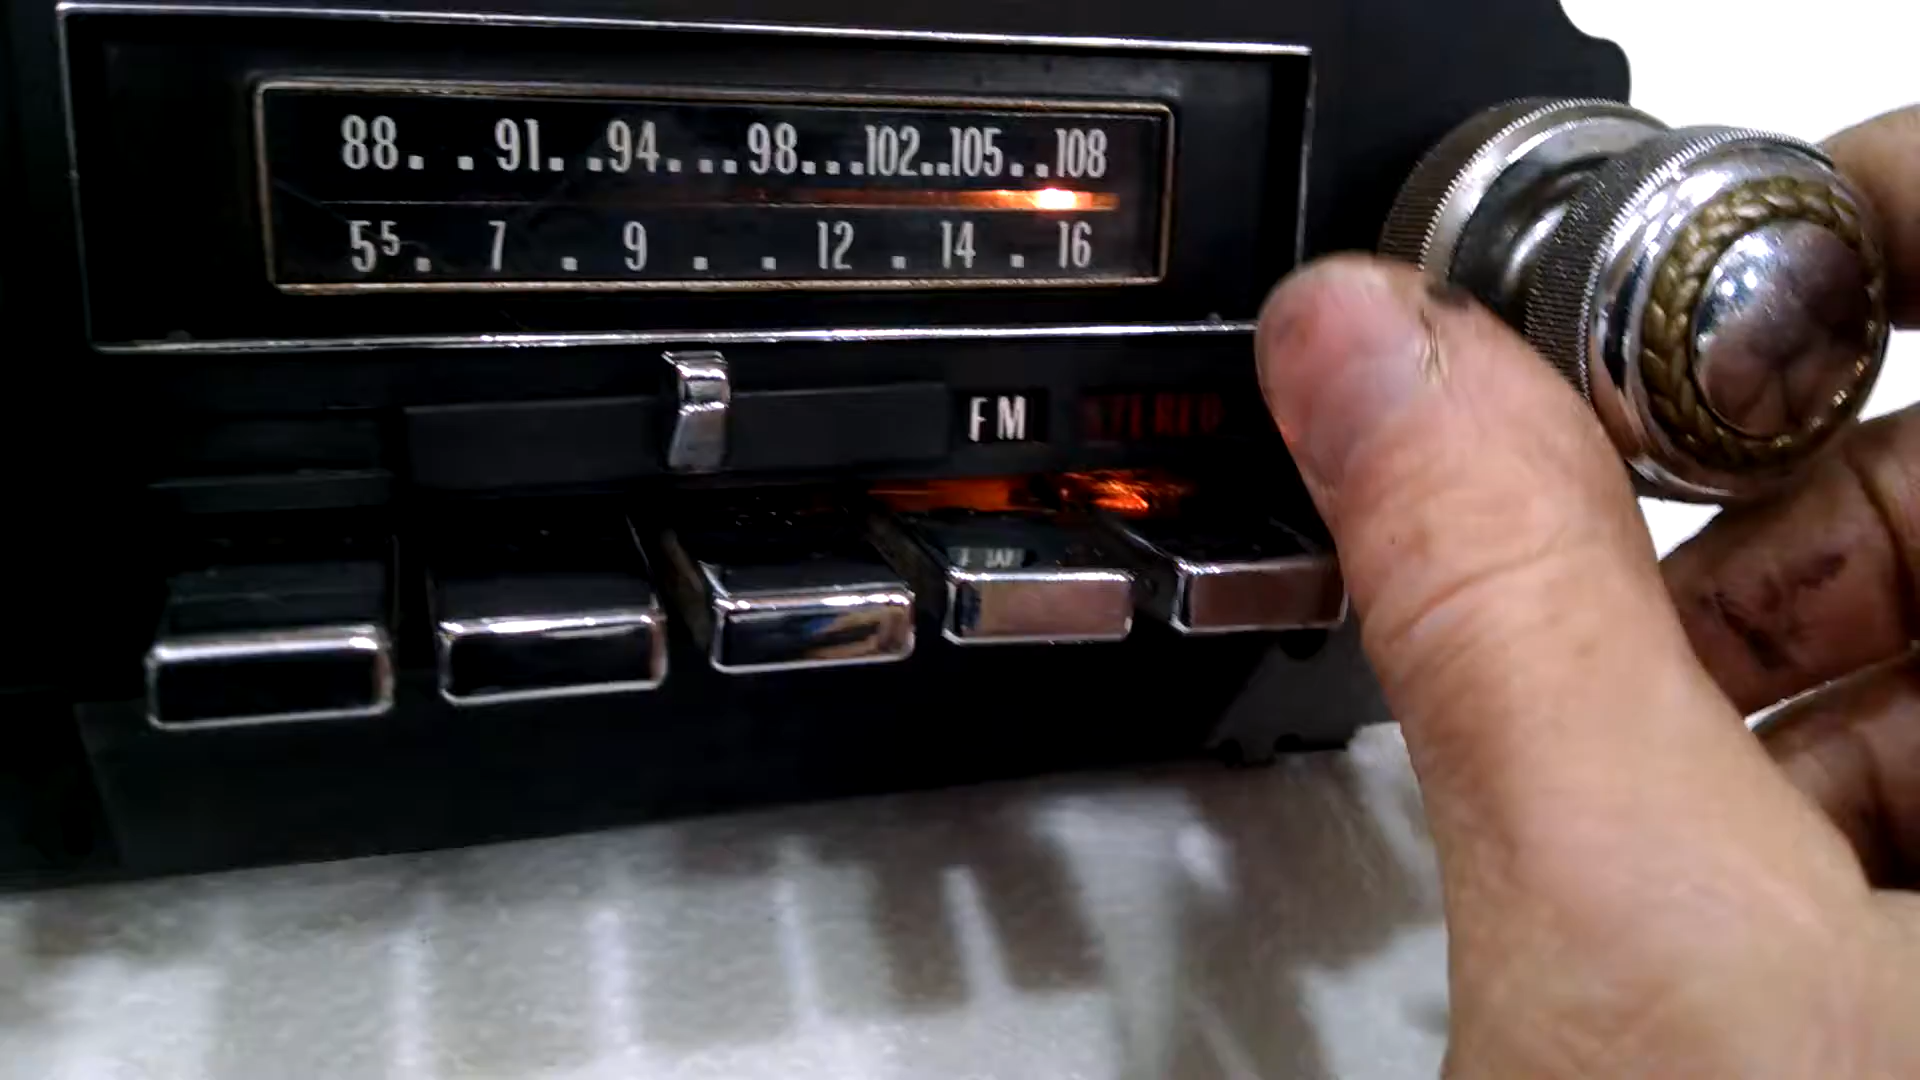 88. .91. .94. . .98. . .102. .105. .108
5⁵. 7 . 9 . . 12 . 14 . 16
FM STEREO